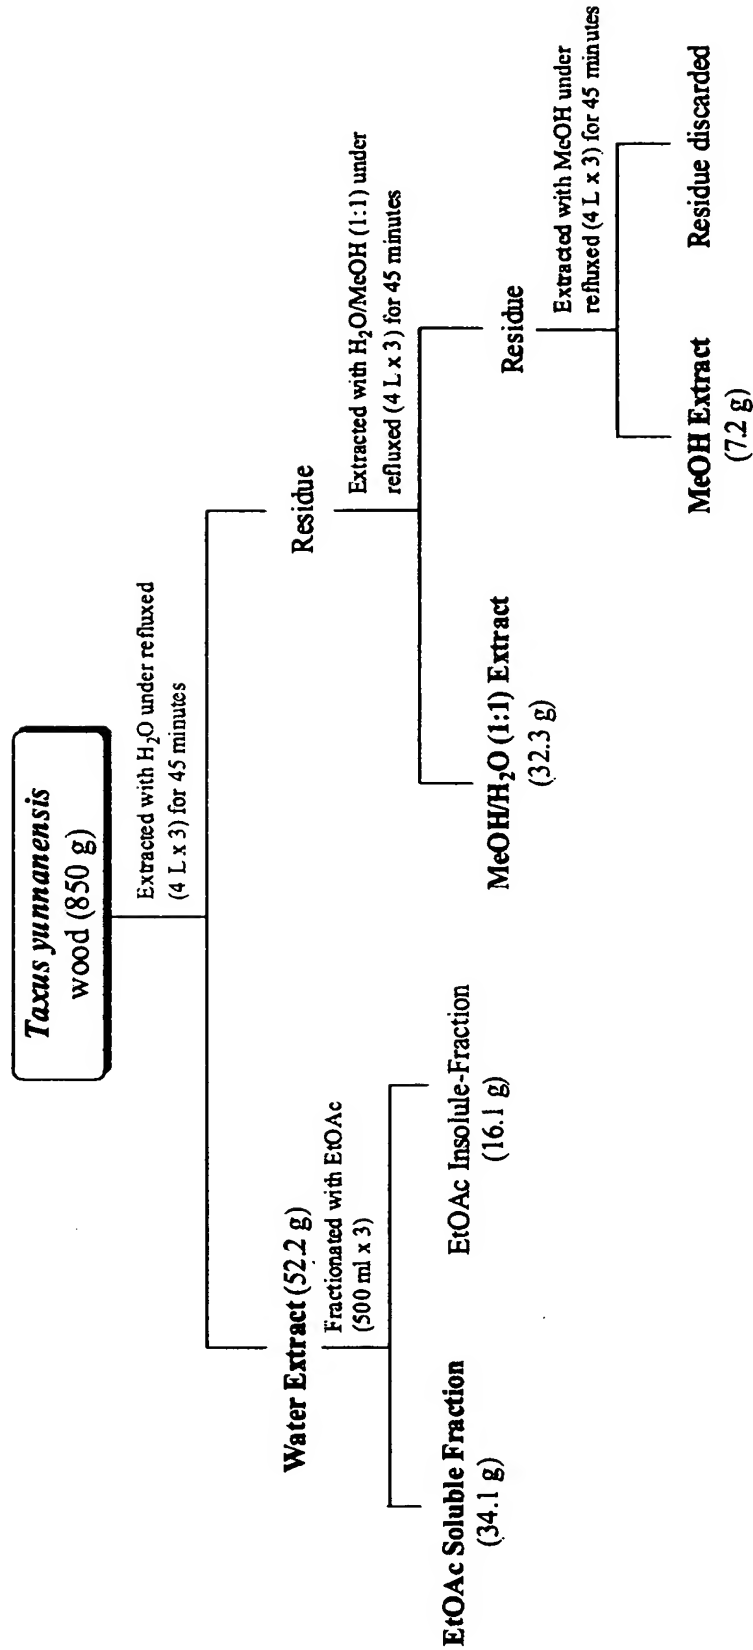 Taxus yunnanensis
wood (850 g)
Extracted with H₂O under refluxed
(4 L x 3) for 45 minutes
Water Extract (52.2 g)
Fractionated with EtOAc
(500 ml x 3)
EtOAc Soluble Fraction
(34.1 g)
EtOAc Insolule-Fraction
(16.1 g)
Residue
Extracted with H₂O/MeOH (1:1) under
refluxed (4 L x 3) for 45 minutes
MeOH/H₂O (1:1) Extract
(32.3 g)
Residue
Extracted with MeOH under
refluxed (4 L x 3) for 45 minutes
MeOH Extract
(7.2 g)
Residue discarded